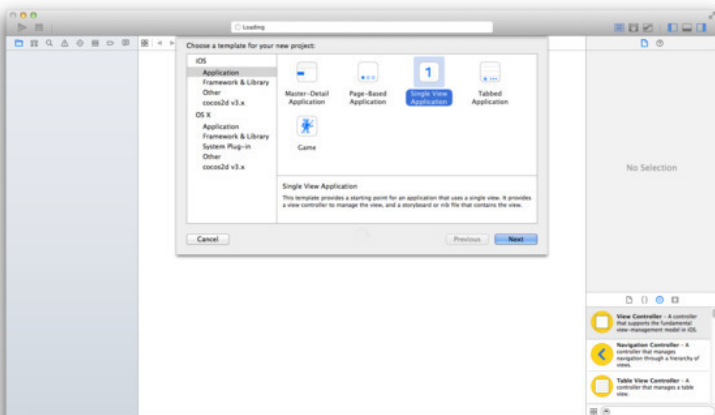 Loading
Choose a template for your new project:
iOS
Application
Framework & Library
Other
cocos2d v3.x
OS X
Application
Framework & Library
System Plug-in
Other
cocos2d v3.x
Master-Detail
Application
Page-Based
Application
1
Single View
Application
Tabbed
Application
Game
Single View Application
This template provides a starting point for an application that uses a single view. It provides
a view controller to manage the view, and a storyboard or nib file that contains the view.
Cancel
Previous
Next
No Selection
View Controller - A controller
that supports the fundamental
view-management model in iOS.
Navigation Controller - A
controller that manages
navigation through a hierarchy of
views.
Table View Controller - A
controller that manages a table
view.